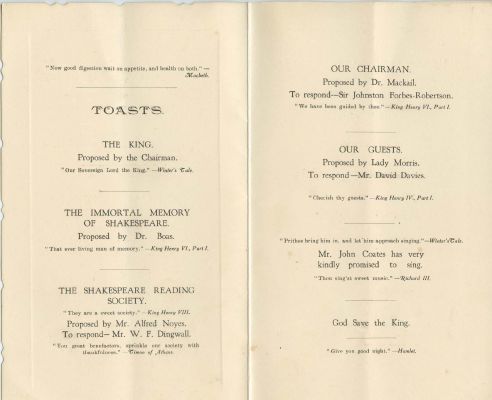 "Now good digestion wait on appetite, and health on both." —
Macbeth.
TOASTS.
THE KING.
Proposed by the Chairman.
"Our Sovereign Lord the King." —Winter's Tale.
THE IMMORTAL MEMORY
OF SHAKESPEARE.
Proposed by Dr. Boas.
"That ever living man of memory." —King Henry VI., Part I.
THE SHAKESPEARE READING
SOCIETY.
"They are a sweet society." —King Henry VIII.
Proposed by Mr. Alfred Noyes.
To respond— Mr. W. F. Dingwall.
"You great benefactors, sprinkle our society with
thankfulness." —Timon of Athens.
OUR CHAIRMAN.
Proposed by Dr. Mackail.
To respond—Sir Johnston Forbes-Robertson.
"We have been guided by thee." —King Henry VI., Part I.
OUR GUESTS.
Proposed by Lady Morris.
To respond—Mr. David Davies.
"Cherish thy guests." —King Henry IV., Part I.
"Prithee bring him in, and let him approach singing." —Winter's Tale.
Mr. John Coates has very
kindly promised to sing.
"Thou sing'st sweet music." —Richard III.
God Save the King.
"Give you good night." —Hamlet.